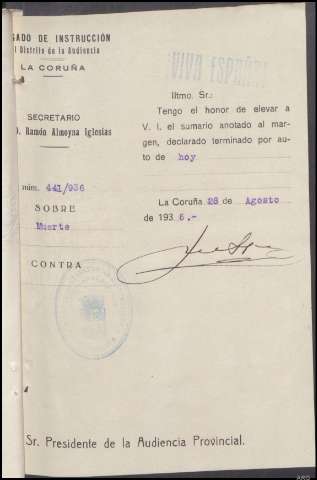 GADO DE INSTRUCCIÓN
l Distrito de la Audiencia
LA CORUÑA
SECRETARIO
D. Ramón Almoyna Iglesias
núm. 441/936
SOBRE
Muerte
CONTRA
VIVA ESPAÑA
Iltmo. Sr.:
Tengo el honor de elevar a
V. I. el sumario anotado al mar-
gen, declarado terminado por au-
to de hoy
La Coruña 28 de Agosto
de 1936.-
Sr. Presidente de la Audiencia Provincial.